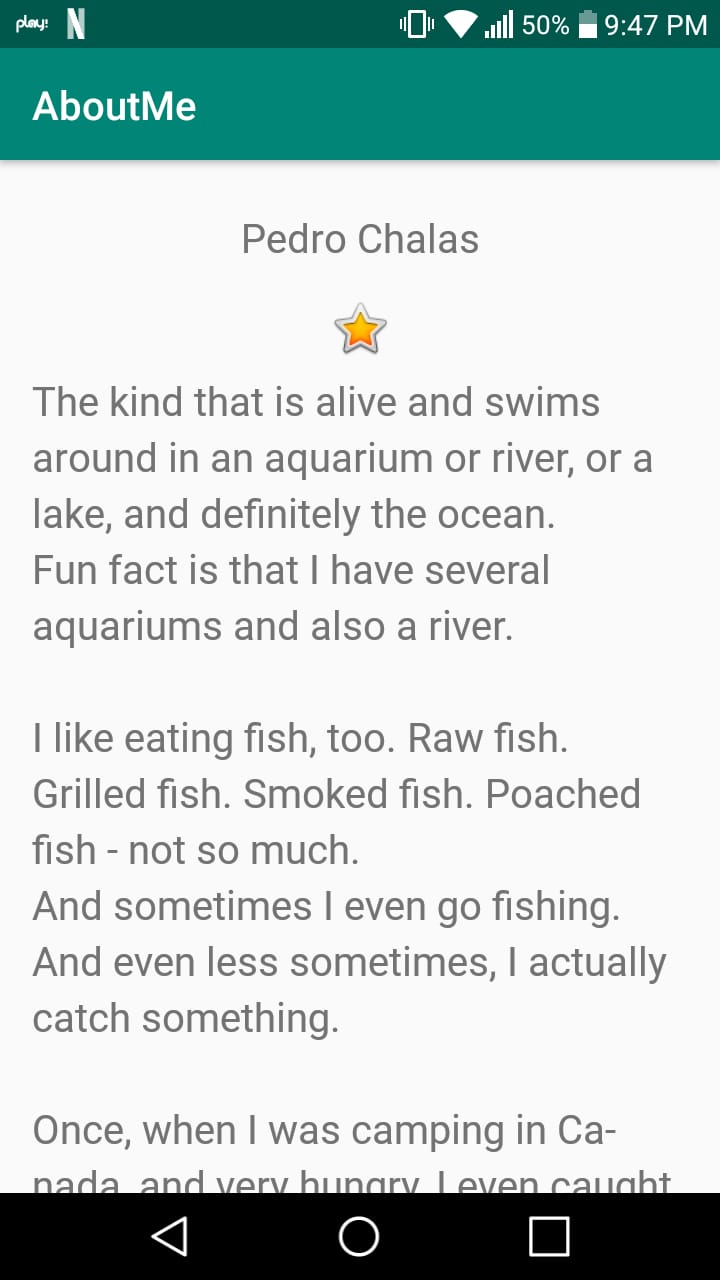 play! N 50% 9:47 PM
AboutMe
Pedro Chalas
The kind that is alive and swims
around in an aquarium or river, or a
lake, and definitely the ocean.
Fun fact is that I have several
aquariums and also a river.
I like eating fish, too. Raw fish.
Grilled fish. Smoked fish. Poached
fish - not so much.
And sometimes I even go fishing.
And even less sometimes, I actually
catch something.
Once, when I was camping in Ca-
nada, and very hungry, I even caught